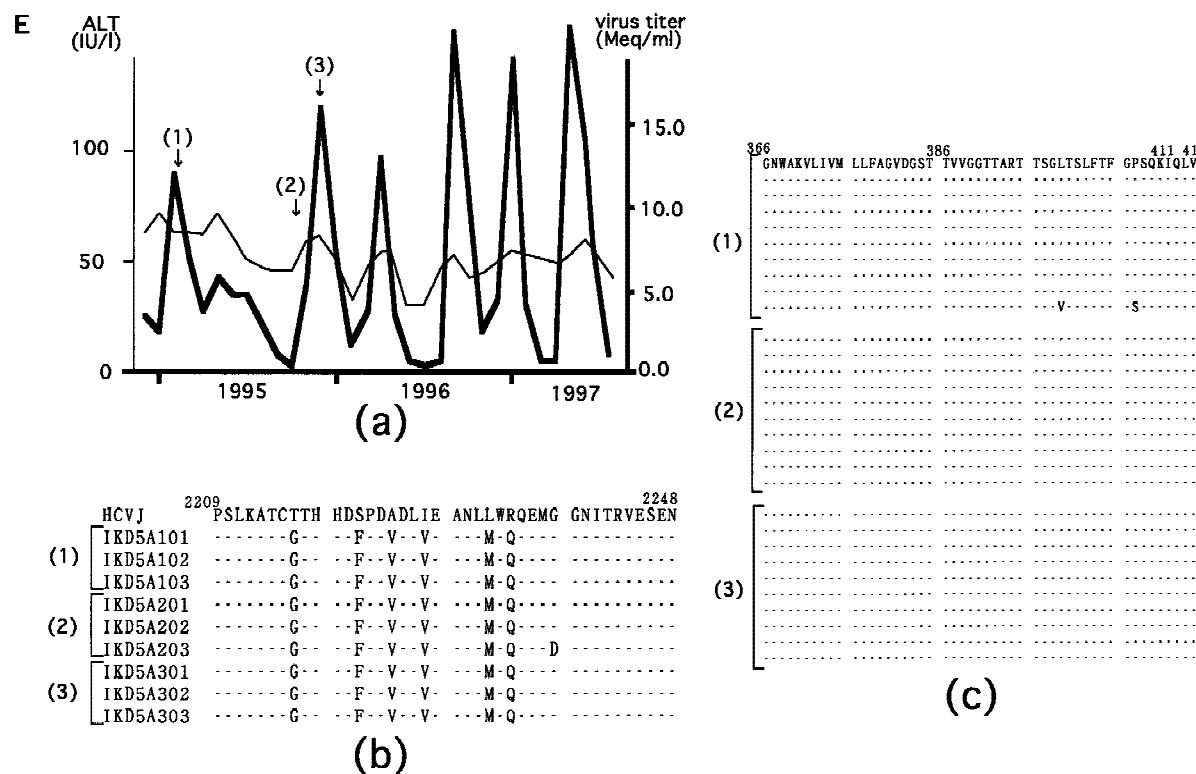 E
ALT
(IU/l)
virus titer
(Meq/ml)
(3)
(1)
(2)
100
50
0
15.0
10.0
5.0
0.0
1995 1996 1997
(a)
2209 2248
HCVJ PSLKATCTTH HDSPDADLIE ANLLWRQEMG GNITRVESEN
(1)
IKD5A101 -------G-- --F--V--V- ---M-Q---- ----------
IKD5A102 -------G-- --F--V--V- ---M-Q---- ----------
IKD5A103 -------G-- --F--V--V- ---M-Q---- ----------
(2)
IKD5A201 -------G-- --F--V--V- ---M-Q---- ----------
IKD5A202 -------G-- --F--V--V- ---M-Q---- ----------
IKD5A203 -------G-- --F--V--V- ---M-Q---D ----------
(3)
IKD5A301 -------G-- --F--V--V- ---M-Q---- ----------
IKD5A302 -------G-- --F--V--V- ---M-Q---- ----------
IKD5A303 -------G-- --F--V--V- ---M-Q---- ----------
(b)
366 386 411 41
GNWAKVLIVM LLFAGVDGST TVVGGTTART TSGLTSLFTF GPSQKIQLV
(1)
V S
(2)
(3)
(c)